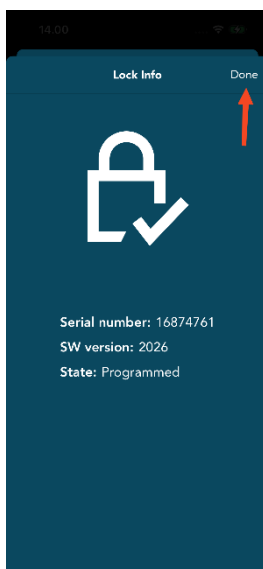 14.00
Lock Info
Done
Serial number: 16874761
SW version: 2026
State: Programmed